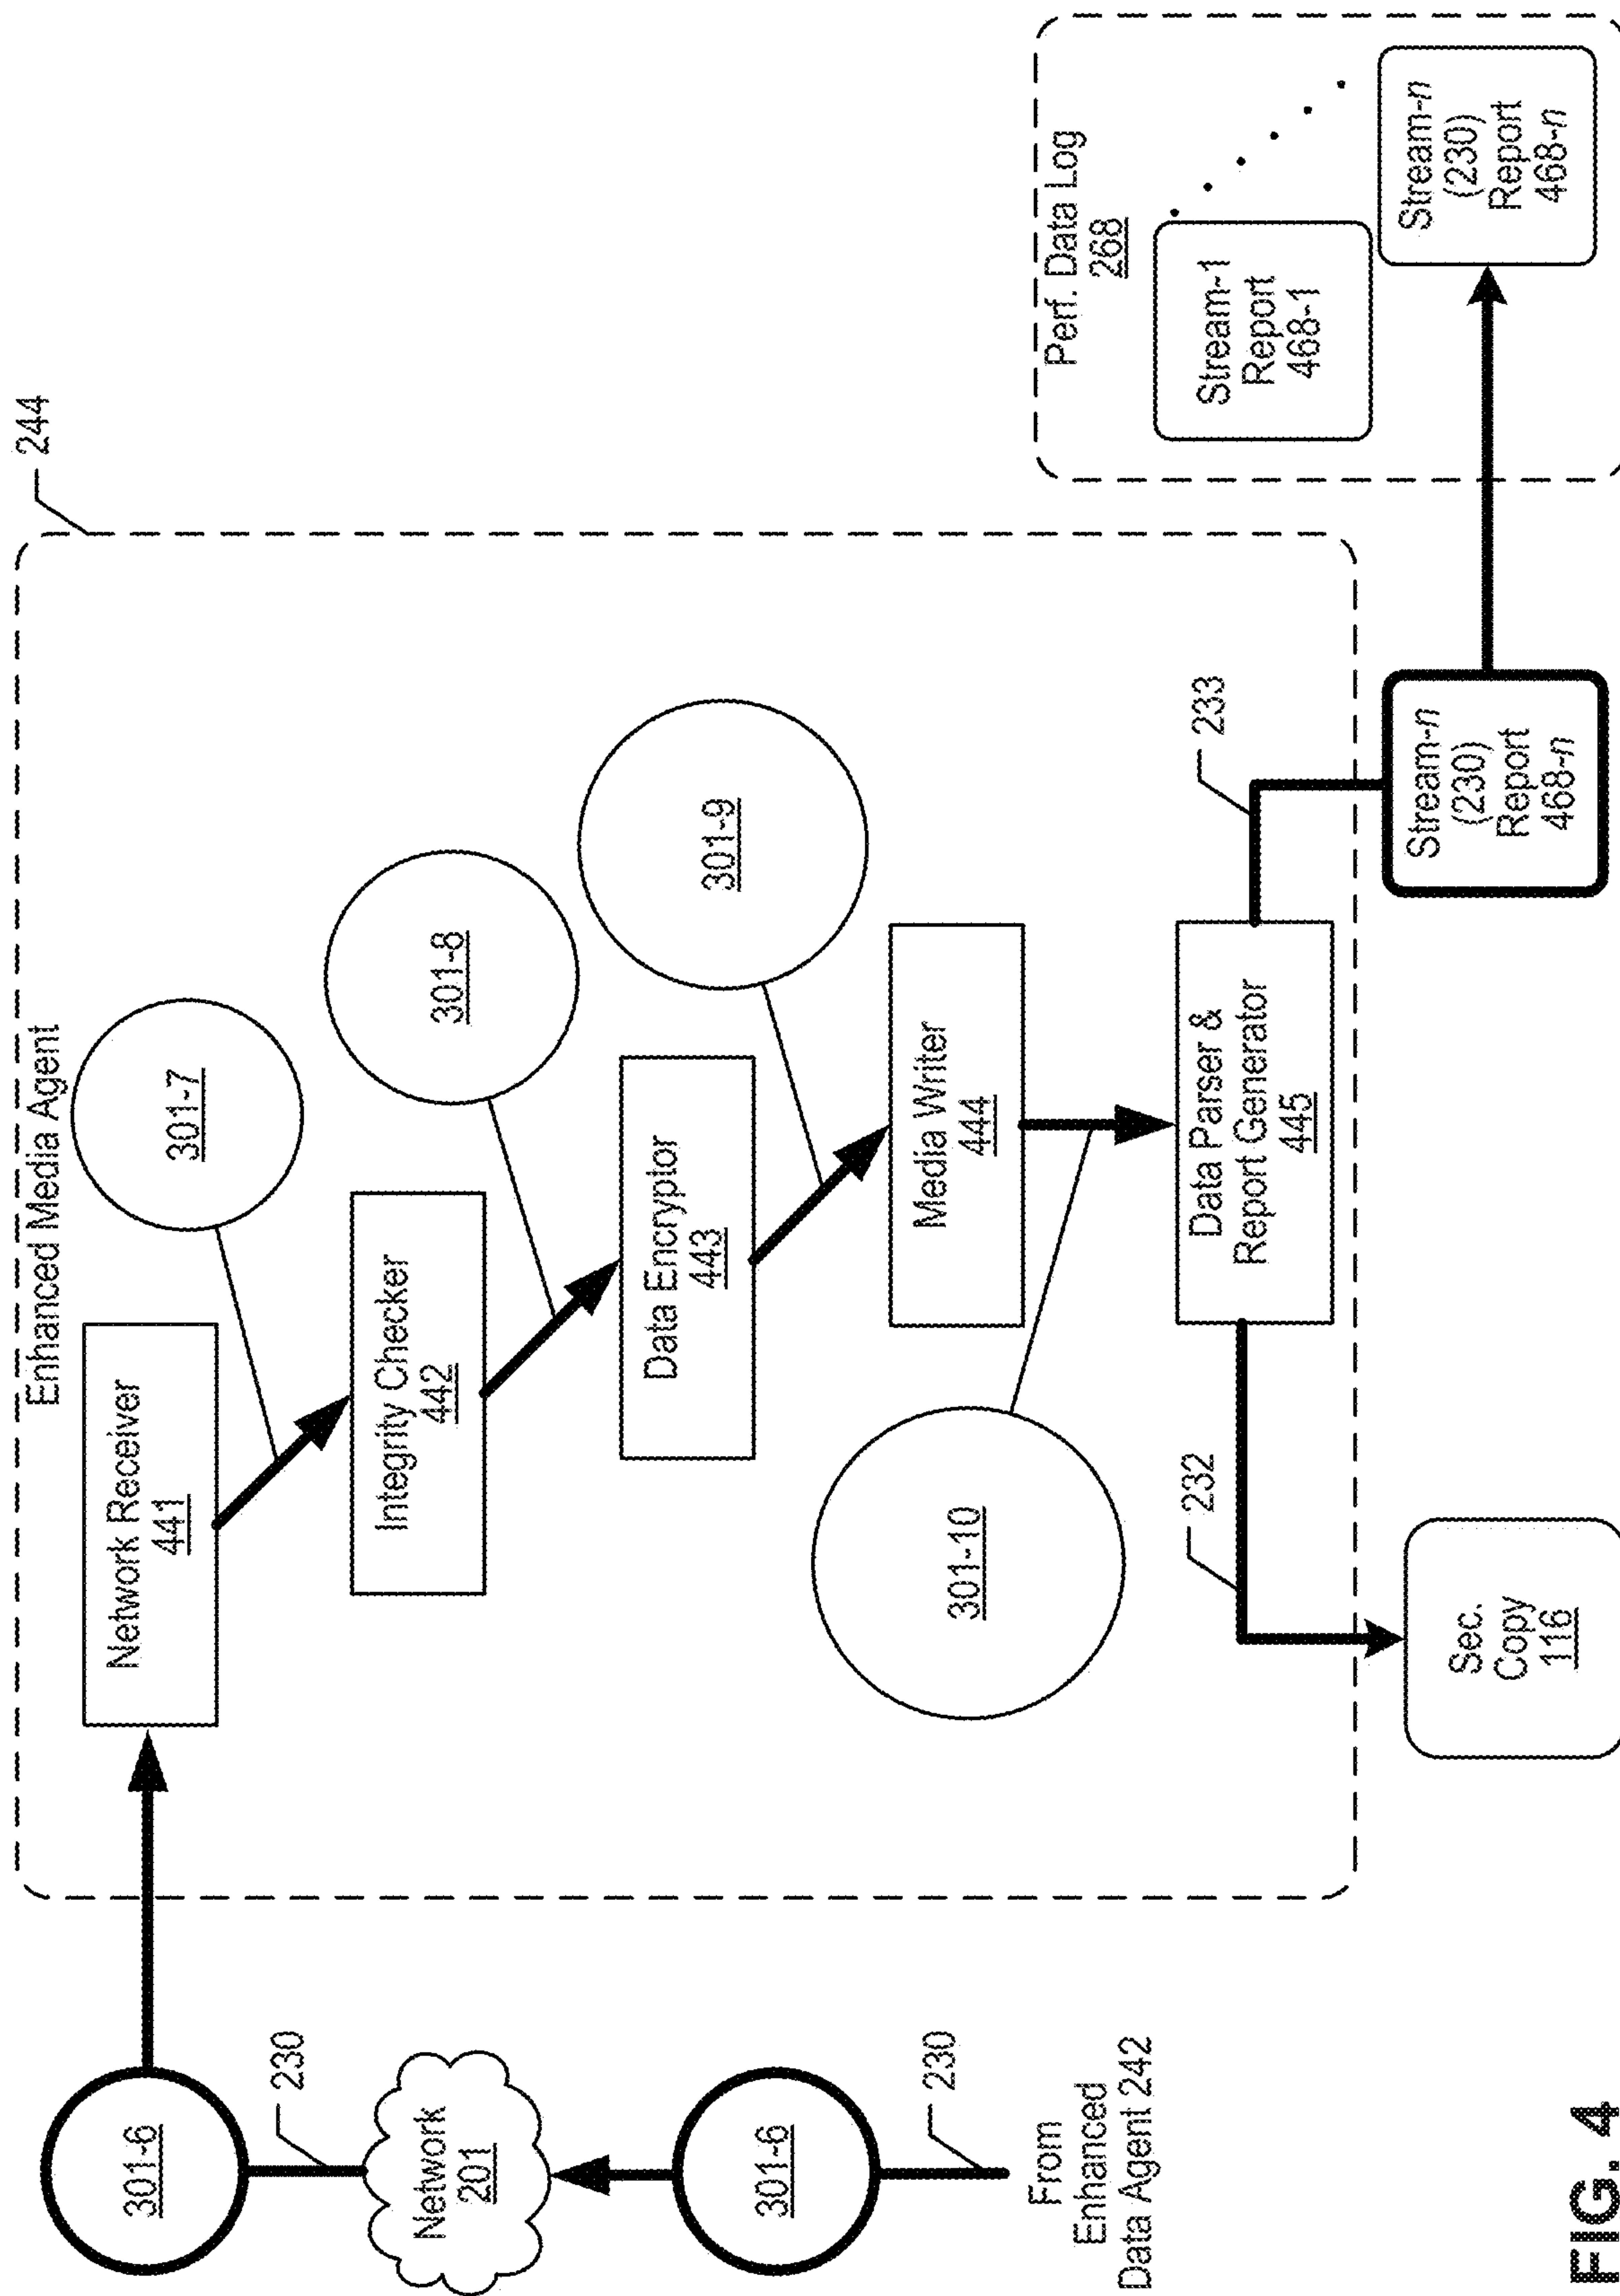 244
Enhanced Media Agent
301-6
230
Network
201
301-6
230
From
Enhanced
Data Agent 242
Network Receiver
441
301-7
Integrity Checker
442
301-8
Data Encryptor
443
301-9
Media Writer
444
301-10
Data Parser &
Report Generator
445
232
233
Sec.
Copy
116
Stream-n
(230)
Report
468-n
Perf. Data Log
268
Stream-1
Report
468-1
Stream-n
(230)
Report
468-n
FIG. 4